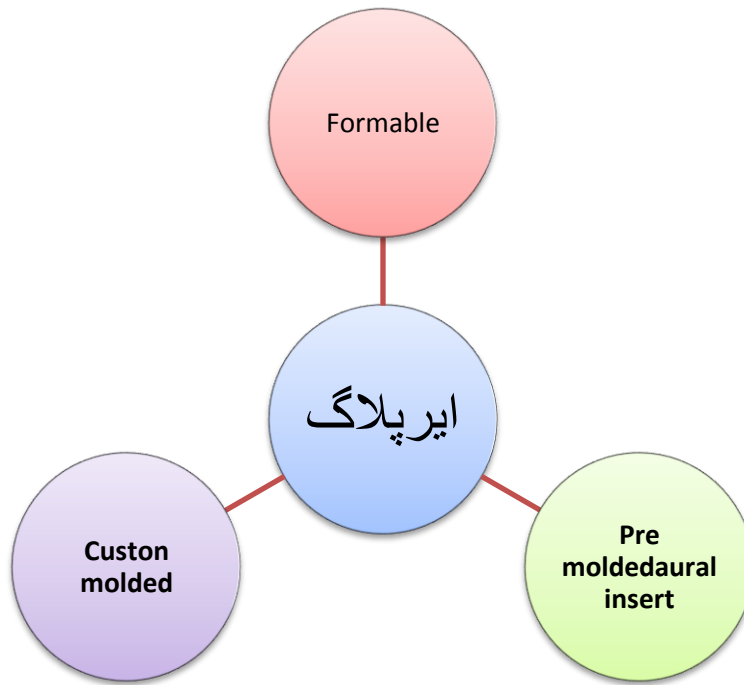 Formable
ایرپلاگ
Custon
molded
Pre
moldedaural
insert